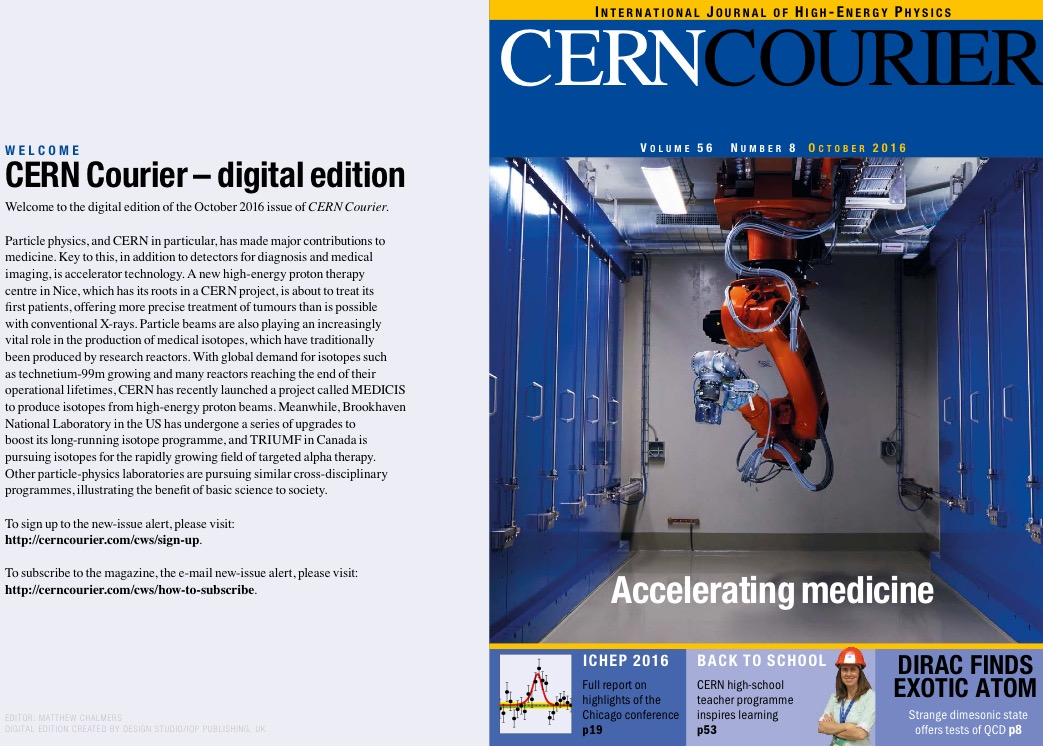 WELCOME
CERN Courier – digital edition
Welcome to the digital edition of the October 2016 issue of CERN Courier.
Particle physics, and CERN in particular, has made major contributions to
medicine. Key to this, in addition to detectors for diagnosis and medical
imaging, is accelerator technology. A new high-energy proton therapy
centre in Nice, which has its roots in a CERN project, is about to treat its
first patients, offering more precise treatment of tumours than is possible
with conventional X-rays. Particle beams are also playing an increasingly
vital role in the production of medical isotopes, which have traditionally
been produced by research reactors. With global demand for isotopes such
as technetium-99m growing and many reactors reaching the end of their
operational lifetimes, CERN has recently launched a project called MEDICIS
to produce isotopes from high-energy proton beams. Meanwhile, Brookhaven
National Laboratory in the US has undergone a series of upgrades to
boost its long-running isotope programme, and TRIUMF in Canada is
pursuing isotopes for the rapidly growing field of targeted alpha therapy.
Other particle-physics laboratories are pursuing similar cross-disciplinary
programmes, illustrating the benefit of basic science to society.
To sign up to the new-issue alert, please visit:
http://cerncourier.com/cws/sign-up.
To subscribe to the magazine, the e-mail new-issue alert, please visit:
http://cerncourier.com/cws/how-to-subscribe.
EDITOR: MATTHEW CHALMERS
DIGITAL EDITION CREATED BY DESIGN STUDIO/IOP PUBLISHING, UK
INTERNATIONAL JOURNAL OF HIGH-ENERGY PHYSICS
CERNCOURIER
VOLUME 56 NUMBER 8 OCTOBER 2016
Accelerating medicine
ICHEP 2016
Full report on
highlights of the
Chicago conference
p19
BACK TO SCHOOL
CERN high-school
teacher programme
inspires learning
p53
DIRAC FINDS
EXOTIC ATOM
Strange dimesonic state
offers tests of QCD p8